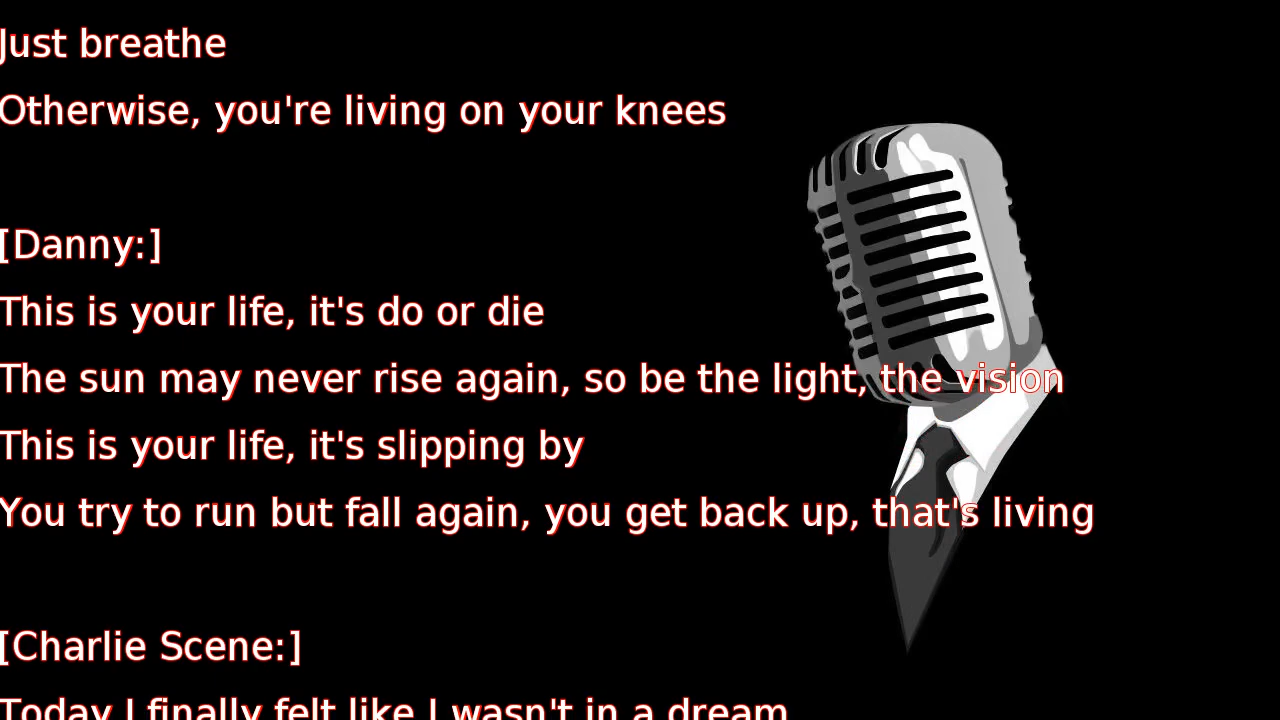 Just breathe
Otherwise, you're living on your knees
[Danny:]
This is your life, it's do or die
The sun may never rise again, so be the light, the vision
This is your life, it's slipping by
You try to run but fall again, you get back up, that's living
[Charlie Scene:]
Today I finally felt like I wasn't in a dream